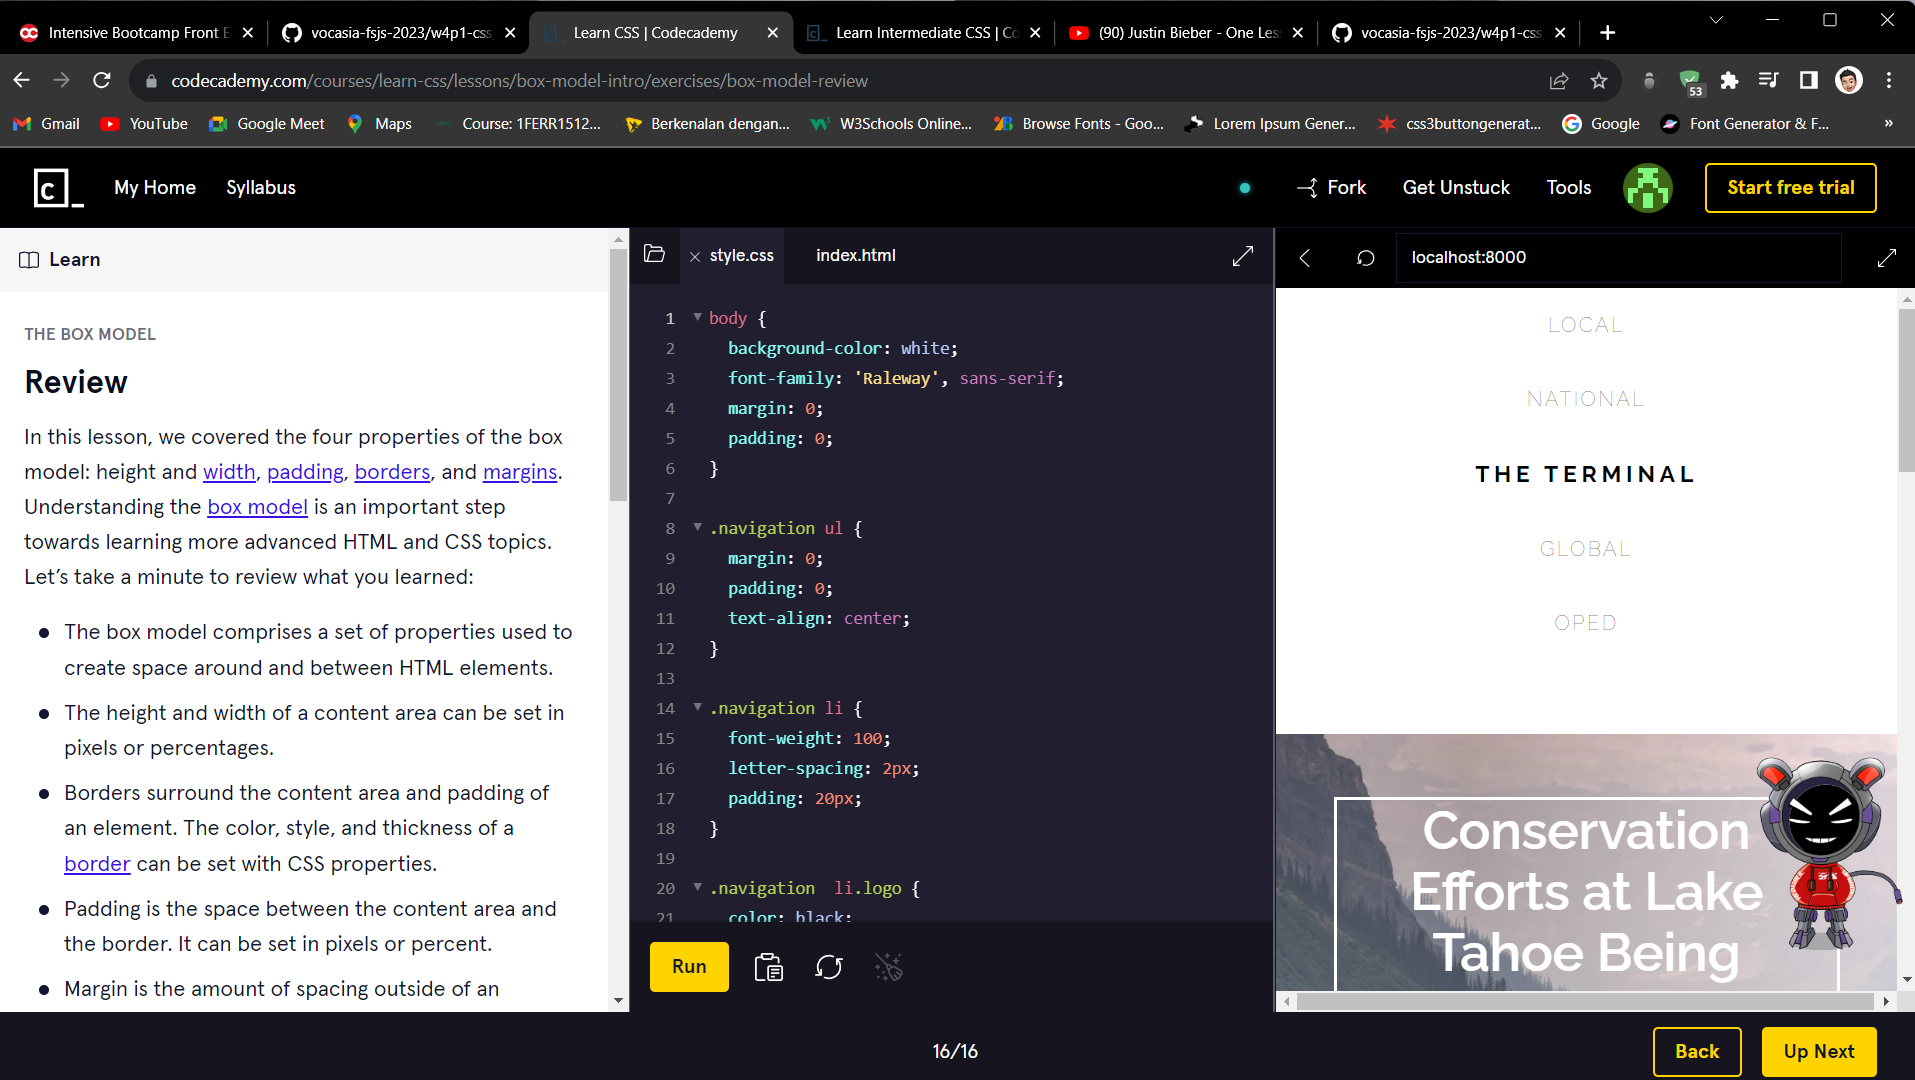 Intensive Bootcamp Front E
vocasia-fsjs-2023/w4p1-css
Learn CSS | Codecademy
Learn Intermediate CSS | Co
(90) Justin Bieber - One Les
vocasia-fsjs-2023/w4p1-css
codecademy.com/courses/learn-css/lessons/box-model-intro/exercises/box-model-review
53
Gmail
YouTube
Google Meet
Maps
Course: 1FERR1512...
Berkenalan dengan...
W3Schools Online...
Browse Fonts - Goo...
Lorem Ipsum Gener...
css3buttongenerat...
Google
Font Generator & F...
»
c_
My Home
Syllabus
Fork
Get Unstuck
Tools
Start free trial
Learn
THE BOX MODEL
Review
In this lesson, we covered the four properties of the box
model: height and width, padding, borders, and margins.
Understanding the box model is an important step
towards learning more advanced HTML and CSS topics.
Let’s take a minute to review what you learned:
The box model comprises a set of properties used to
create space around and between HTML elements.
The height and width of a content area can be set in
pixels or percentages.
Borders surround the content area and padding of
an element. The color, style, and thickness of a
border can be set with CSS properties.
Padding is the space between the content area and
the border. It can be set in pixels or percent.
Margin is the amount of spacing outside of an
style.css
index.html
1 body {
2 background-color: white;
3 font-family: 'Raleway', sans-serif;
4 margin: 0;
5 padding: 0;
6 }
7
8 .navigation ul {
9 margin: 0;
10 padding: 0;
11 text-align: center;
12 }
13
14 .navigation li {
15 font-weight: 100;
16 letter-spacing: 2px;
17 padding: 20px;
18 }
19
20 .navigation  li.logo {
21 color: black;
Run
localhost:8000
LOCAL
NATIONAL
THE TERMINAL
GLOBAL
OPED
Conservation
Efforts at Lake
Tahoe Being
16/16
Back
Up Next